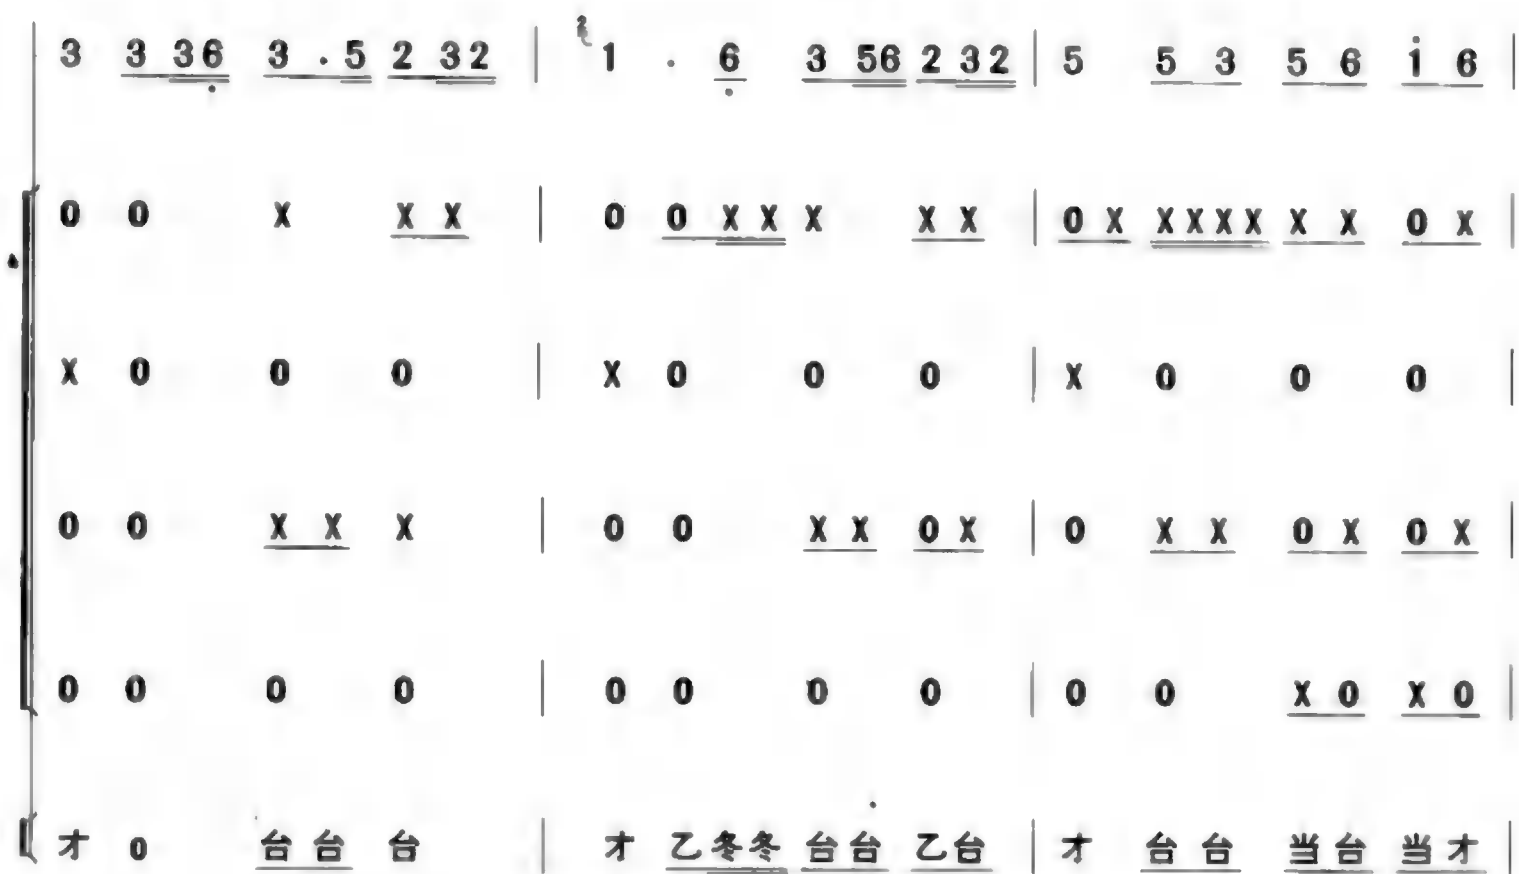 3 3 36 3 . 5 2 32 | 2 1 . 6 3 56 2 32 | 5 5 3 5 6 i 6 |
0 0 X X X | 0 0 X X X X X | 0 X X X X X X X 0 X |
X 0 0 0 | X 0 0 0 | X 0 0 0 |
0 0 X X X | 0 0 X X 0 X | 0 X X 0 X 0 X |
0 0 0 0 | 0 0 0 0 | 0 0 X 0 X 0 |
才 0 台 台 台 | 才 乙 冬 冬 台 台 乙 台 | 才 台 台 当 台 当 才 |